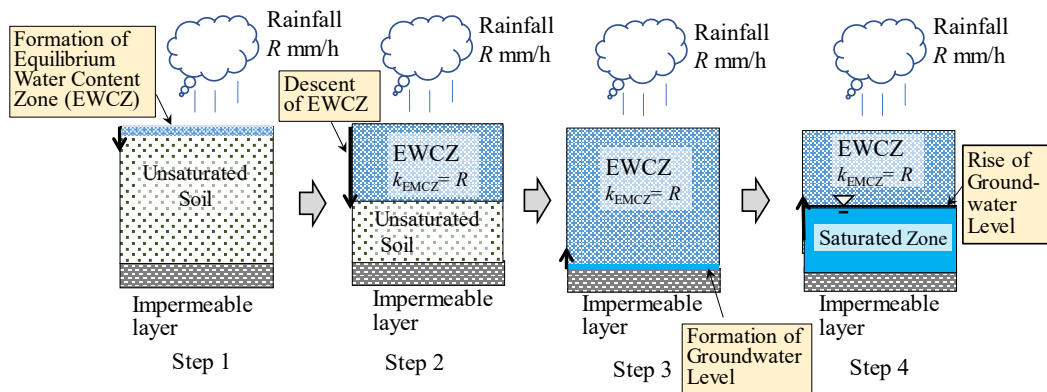 Formation of
Equilibrium
Water Content
Zone (EWCZ)
Rainfall
R mm/h
Unsaturated
Soil
Impermeable
layer
Step 1
Descent
of EWCZ
Rainfall
R mm/h
EWCZ
kEMCZ= R
Unsaturated
Soil
Impermeable
layer
Step 2
Rainfall
R mm/h
EWCZ
kEMCZ= R
Impermeable
layer
Formation of
Groundwater
Level
Step 3
Rainfall
R mm/h
EWCZ
kEMCZ= R
Rise of
Ground-
water
Level
Saturated Zone
Impermeable
layer
Step 4